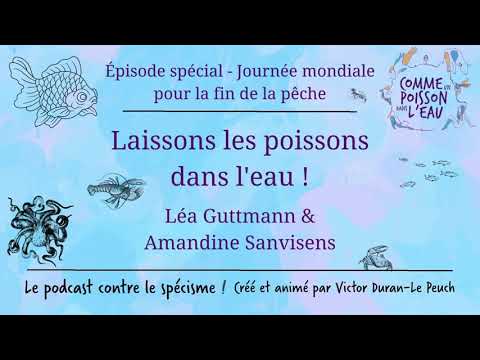 Épisode spécial - Journée mondiale
pour la fin de la pêche
COMME UN
POISSON
DANS L'EAU
Laissons les poissons
dans l'eau !
Léa Guttmann &
Amandine Sanvisens
Le podcast contre le spécisme ! Créé et animé par Victor Duran-Le Peuch